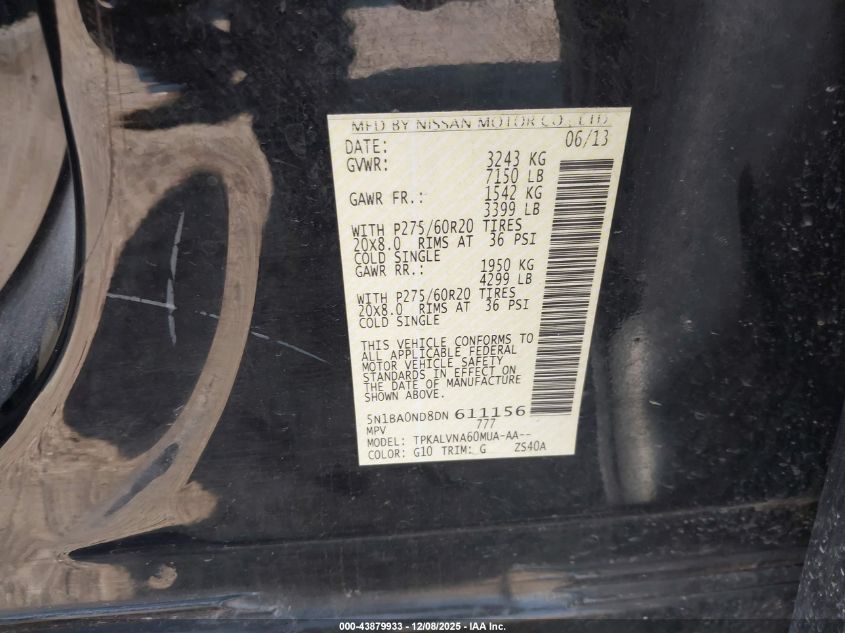 MFD BY NISSAN MOTOR CO., LTD
DATE: 06/13
GVWR: 3243 KG
7150 LB
GAWR FR.: 1542 KG
3399 LB
WITH P275/60R20 TIRES
20X8.0 RIMS AT 36 PSI
COLD SINGLE
GAWR RR.: 1950 KG
4299 LB
WITH P275/60R20 TIRES
20X8.0 RIMS AT 36 PSI
COLD SINGLE
THIS VEHICLE CONFORMS TO
ALL APPLICABLE FEDERAL
MOTOR VEHICLE SAFETY
STANDARDS IN EFFECT ON
THE DATE OF MANUFACTURE
SHOWN ABOVE.
5N1BA0ND8DN 611156
MPV 777
MODEL: TPKALVNA60MUA-AA--
COLOR: G10 TRIM: G ZS40A
000-43879933 - 12/08/2025 - IAA Inc.